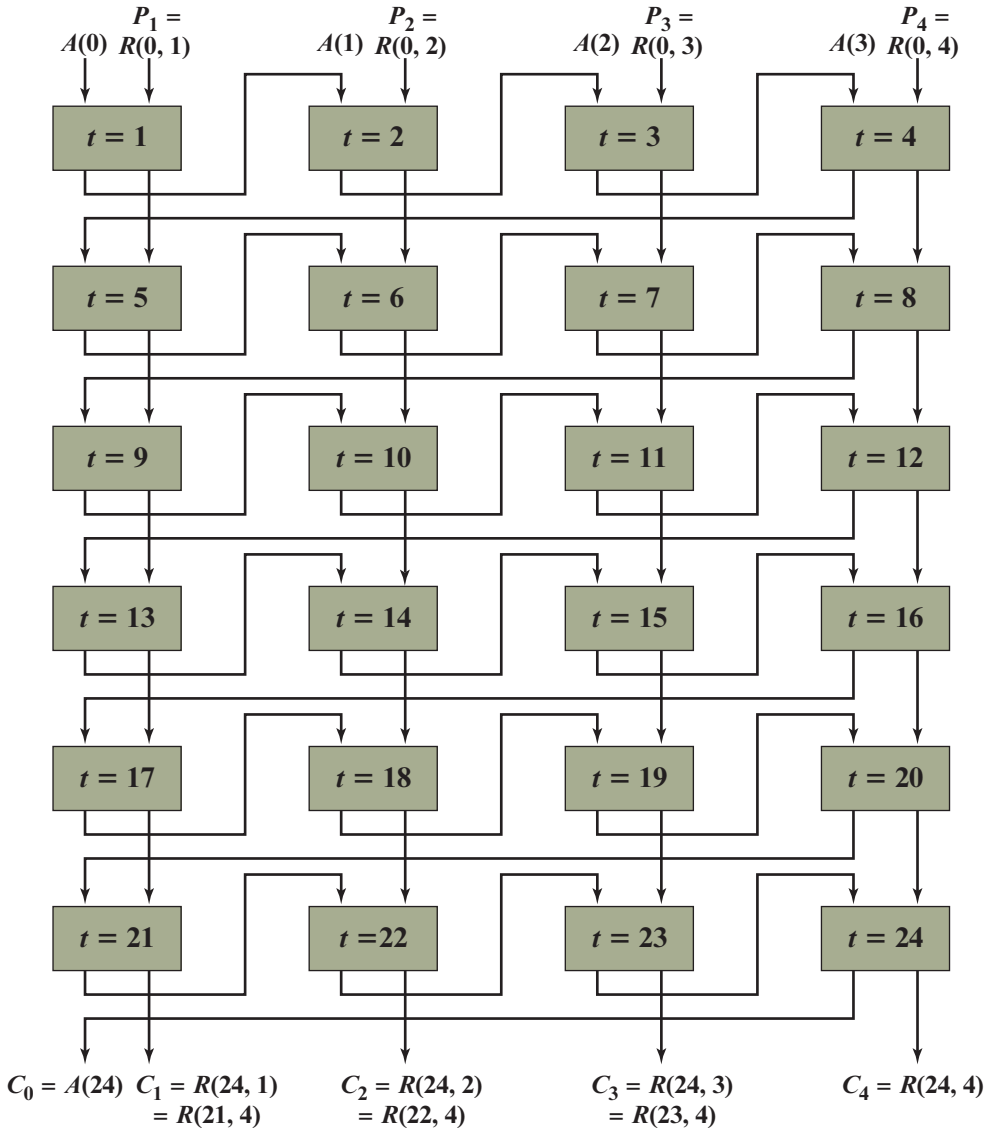 P1 = P2 = P3 = P4 =
A(0) R(0, 1) A(1) R(0, 2) A(2) R(0, 3) A(3) R(0, 4)
t = 1 t = 2 t = 3 t = 4
t = 5 t = 6 t = 7 t = 8
t = 9 t = 10 t = 11 t = 12
t = 13 t = 14 t = 15 t = 16
t = 17 t = 18 t = 19 t = 20
t = 21 t =22 t = 23 t = 24
C0 = A(24) C1 = R(24, 1) C2 = R(24, 2) C3 = R(24, 3) C4 = R(24, 4)
= R(21, 4) = R(22, 4) = R(23, 4)